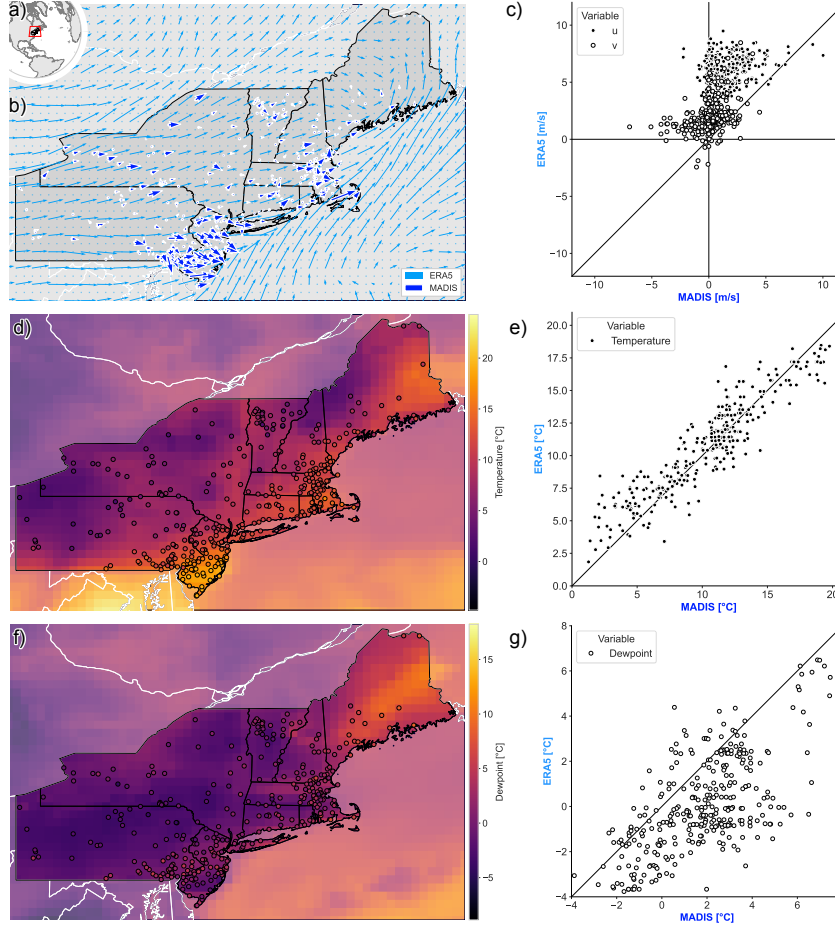 a)
b)
ERA5
MADIS
c)
Variable
u
v
10
5
0
−5
−10
ERA5 [m/s]
−10
−5
0
5
10
MADIS [m/s]
d)
20
15
10
5
0
Temperature [°C]
e)
Variable
Temperature
20.0
17.5
15.0
12.5
10.0
7.5
5.0
2.5
0.0
ERA5 [°C]
0
5
10
15
20
MADIS [°C]
f)
15
10
5
0
−5
Dewpoint [°C]
g)
Variable
Dewpoint
8
6
4
2
0
−2
−4
ERA5 [°C]
−4
−2
0
2
4
6
MADIS [°C]